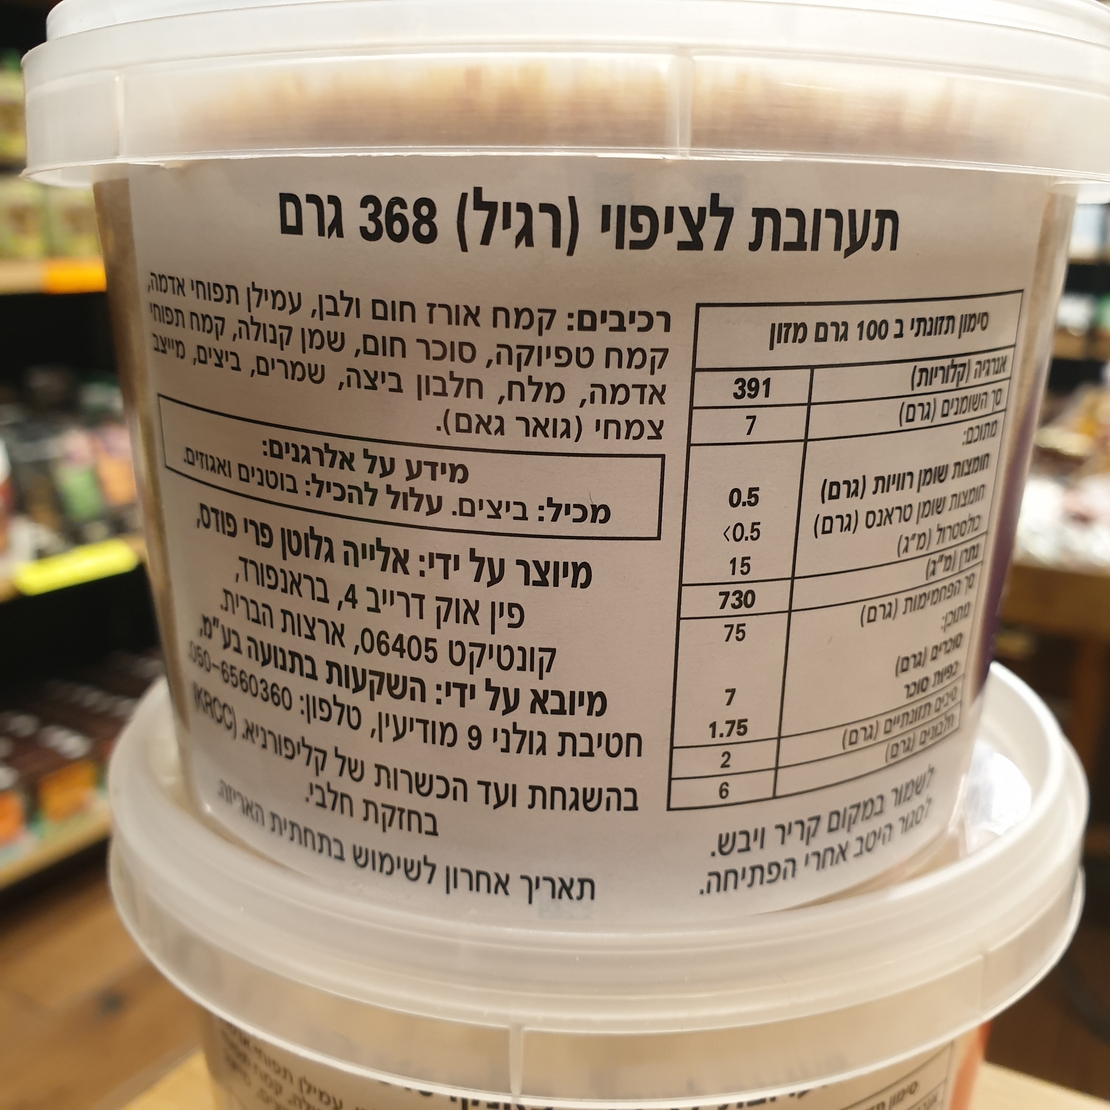 תערובת לציפוי (רגיל) 368 גרם
רכיבים: קמח אורז חום ולבן, עמילן תפוחי אדמה,
קמח טפיוקה, סוכר חום, שמן קנולה, קמח תפוחי
אדמה, מלח, חלבון ביצה, שמרים, ביצים, מייצב
צמחי (גואר גאם).
מידע על אלרגנים:
מכיל: ביצים. עלול להכיל: בוטנים ואגוזים.
מיוצר על ידי: אלייה גלוטן פרי פודס,
פין אוק דרייב 4, בראנפורד,
קונטיקט 06405, ארצות הברית.
מיובא על ידי: השקעות בתנועה בע"מ,
חטיבת גולני 9 מודיעין, טלפון: 050-6560360
בהשגחת ועד הכשרות של קליפורניא. (KRCC)
בחזקת חלבי.
תאריך אחרון לשימוש בתחתית האריזה.
סימון תזונתי ב 100 גרם מזון
אנרגיה (קלוריות) 391
סך השומנים (גרם) 7
מתוכם:
חומצות שומן רוויות (גרם) 0.5
חומצות שומן טראנס (גרם) <0.5
כולסטרול (מ"ג) 15
נתרן (מ"ג) 730
סך הפחמימות (גרם) 75
מתוכן:
סוכרים (גרם) 7
כפיות סוכר 1.75
סיבים תזונתיים (גרם) 2
חלבונים (גרם) 6
לשמור במקום קריר ויבש.
לסגור היטב אחרי הפתיחה.